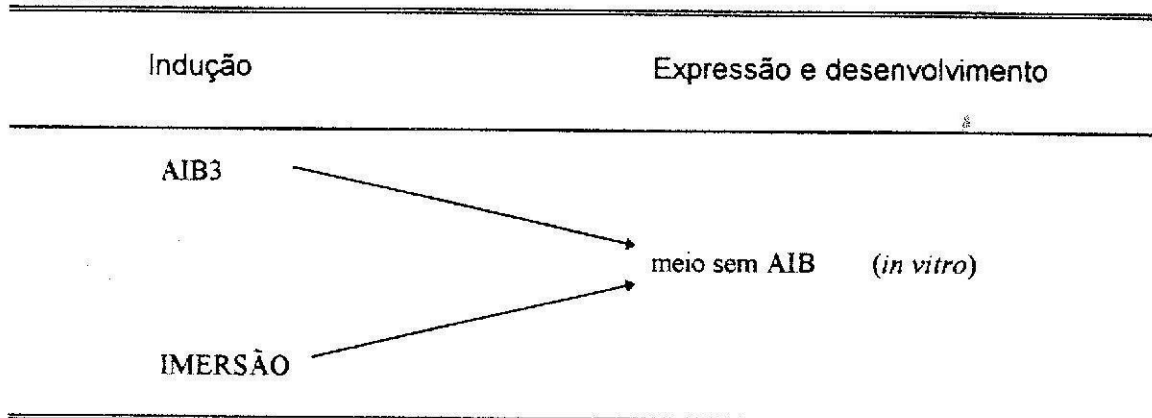 Indução Expressão e desenvolvimento
AIB3
meio sem AIB (in vitro)
IMERSÃO